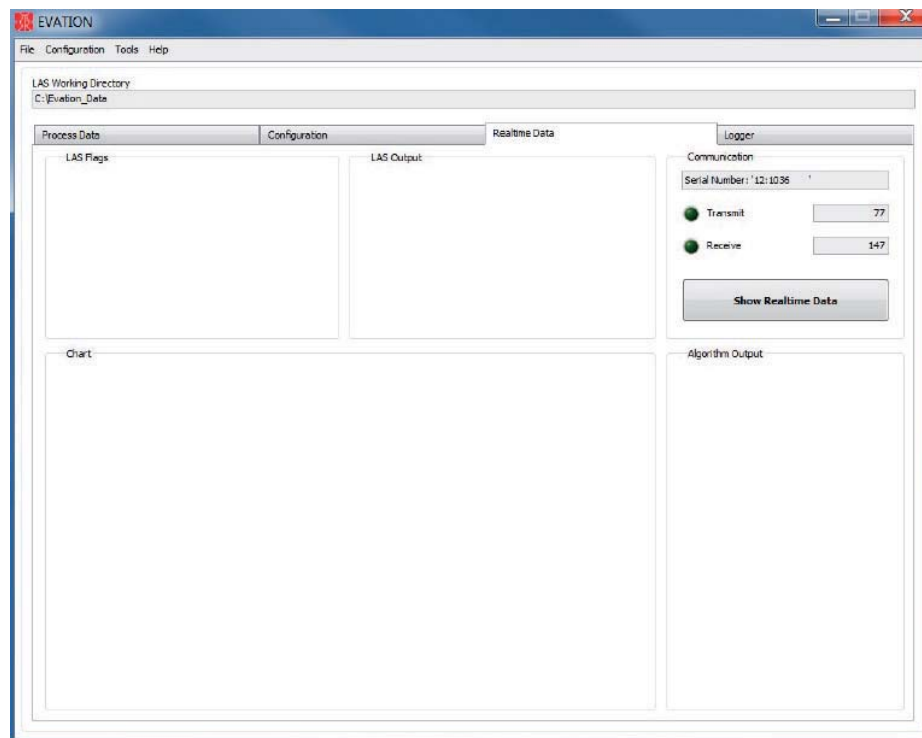 EVATION
File Configuration Tools Help
LAS Working Directory
C:\Evation_Data
Process Data Configuration Realtime Data Logger
LAS Flags LAS Output Communication
Serial Number: '12:1036 '
Transmit 77
Receive 147
Show Realtime Data
Chart Algorithm Output